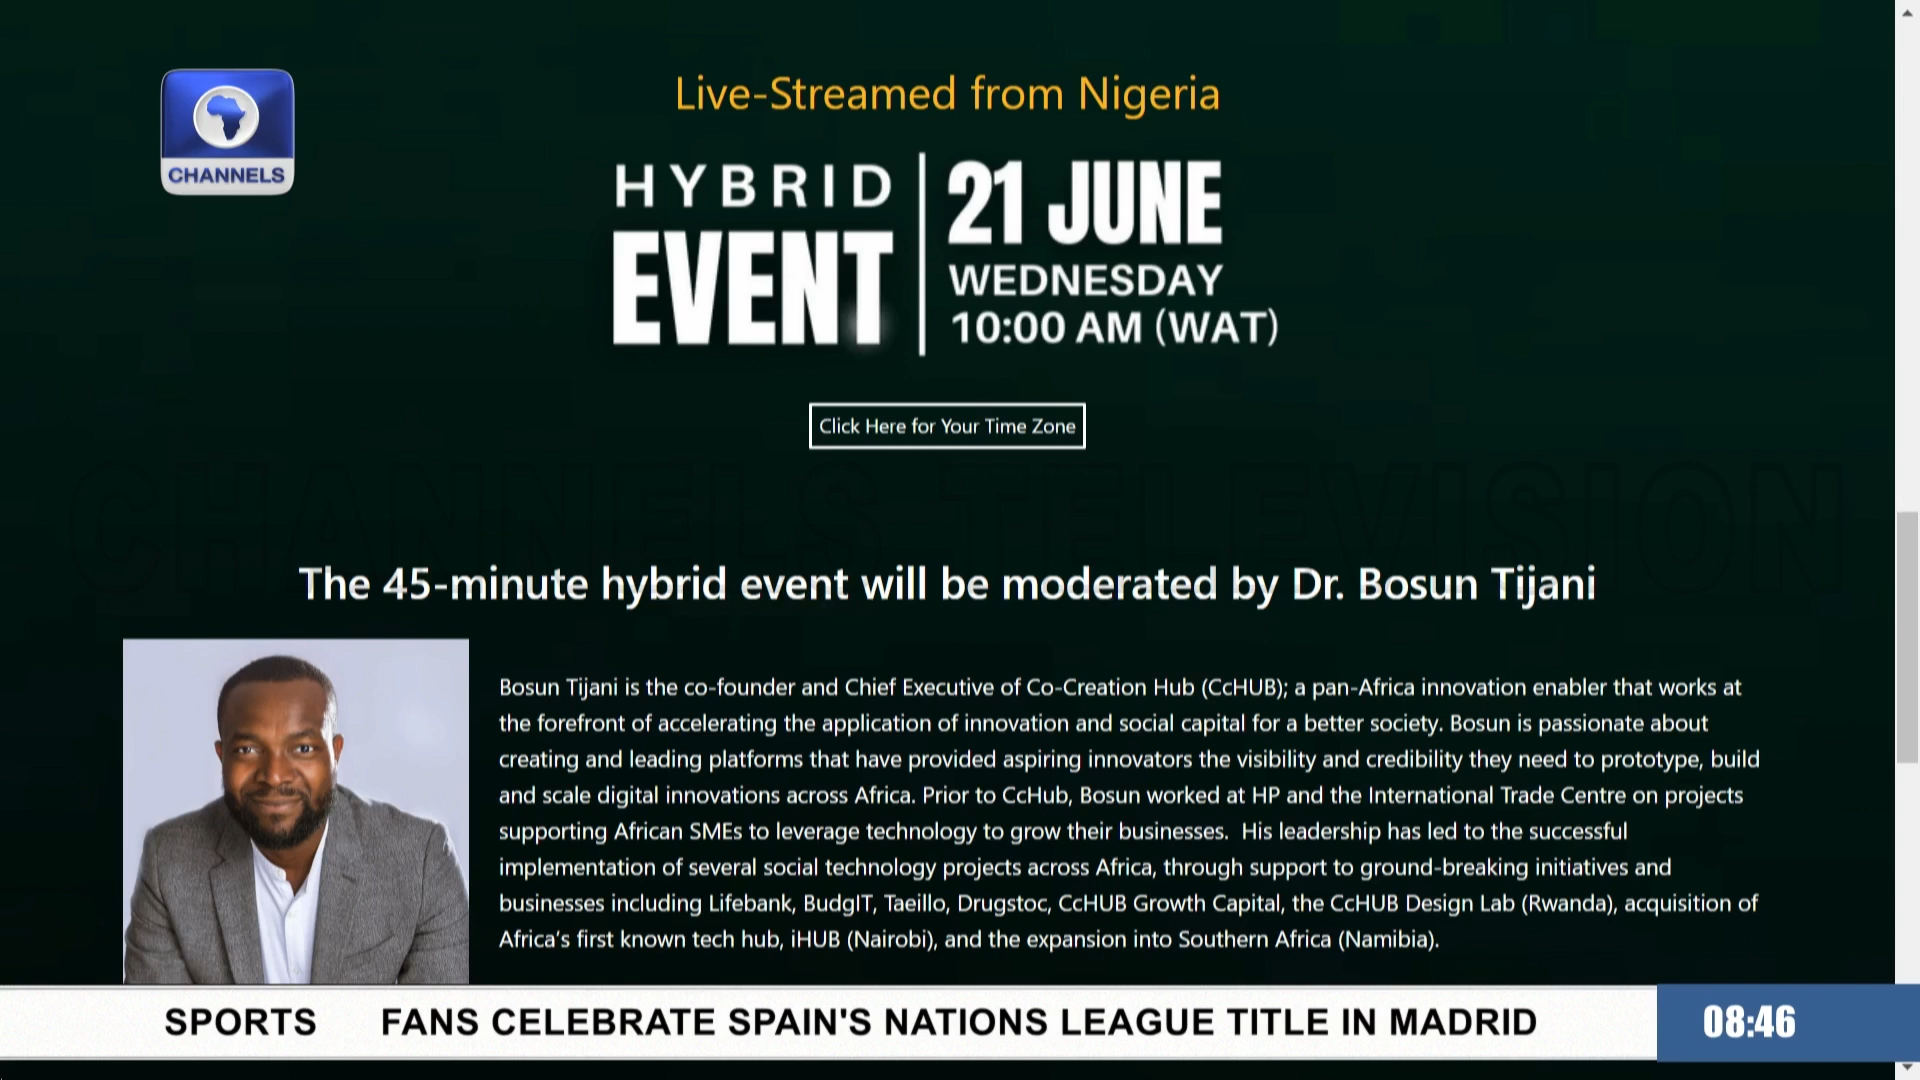 CHANNELS
Live-Streamed from Nigeria
HYBRID
EVENT
21 JUNE
WEDNESDAY
10:00 AM (WAT)
Click Here for Your Time Zone
CHANNELS TELEVISION
The 45-minute hybrid event will be moderated by Dr. Bosun Tijani
Bosun Tijani is the co-founder and Chief Executive of Co-Creation Hub (CcHUB); a pan-Africa innovation enabler that works at
the forefront of accelerating the application of innovation and social capital for a better society. Bosun is passionate about
creating and leading platforms that have provided aspiring innovators the visibility and credibility they need to prototype, build
and scale digital innovations across Africa. Prior to CcHub, Bosun worked at HP and the International Trade Centre on projects
supporting African SMEs to leverage technology to grow their businesses.  His leadership has led to the successful
implementation of several social technology projects across Africa, through support to ground-breaking initiatives and
businesses including Lifebank, BudgIT, Taeillo, Drugstoc, CcHUB Growth Capital, the CcHUB Design Lab (Rwanda), acquisition of
Africa's first known tech hub, iHUB (Nairobi), and the expansion into Southern Africa (Namibia).
SPORTS FANS CELEBRATE SPAIN'S NATIONS LEAGUE TITLE IN MADRID
08:46